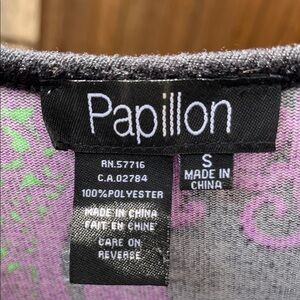 Papillon
RN.57716
C.A.02784
100%POLYESTER
MADE IN CHINA
FAIT EN CHINE
CARE ON
REVERSE
S
MADE IN
CHINA